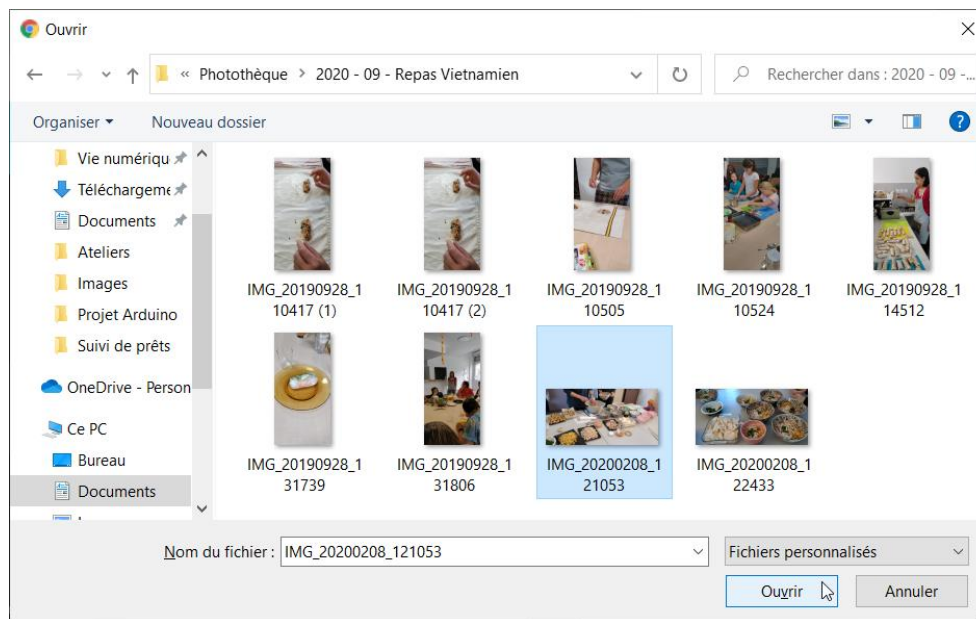 Ouvrir
« Photothèque > 2020 - 09 - Repas Vietnamien
Rechercher dans : 2020 - 09 -...
Organiser Nouveau dossier
?
Vie numériqu
Téléchargeme
Documents
Ateliers
Images
Projet Arduino
Suivi de prêts
OneDrive - Person
Ce PC
Bureau
Documents
IMG_20190928_1
10417 (1)
IMG_20190928_1
10417 (2)
IMG_20190928_1
10505
IMG_20190928_1
10524
IMG_20190928_1
14512
IMG_20190928_1
31739
IMG_20190928_1
31806
IMG_20200208_1
21053
IMG_20200208_1
22433
Nom du fichier : IMG_20200208_121053
Fichiers personnalisés
Ouvrir Annuler